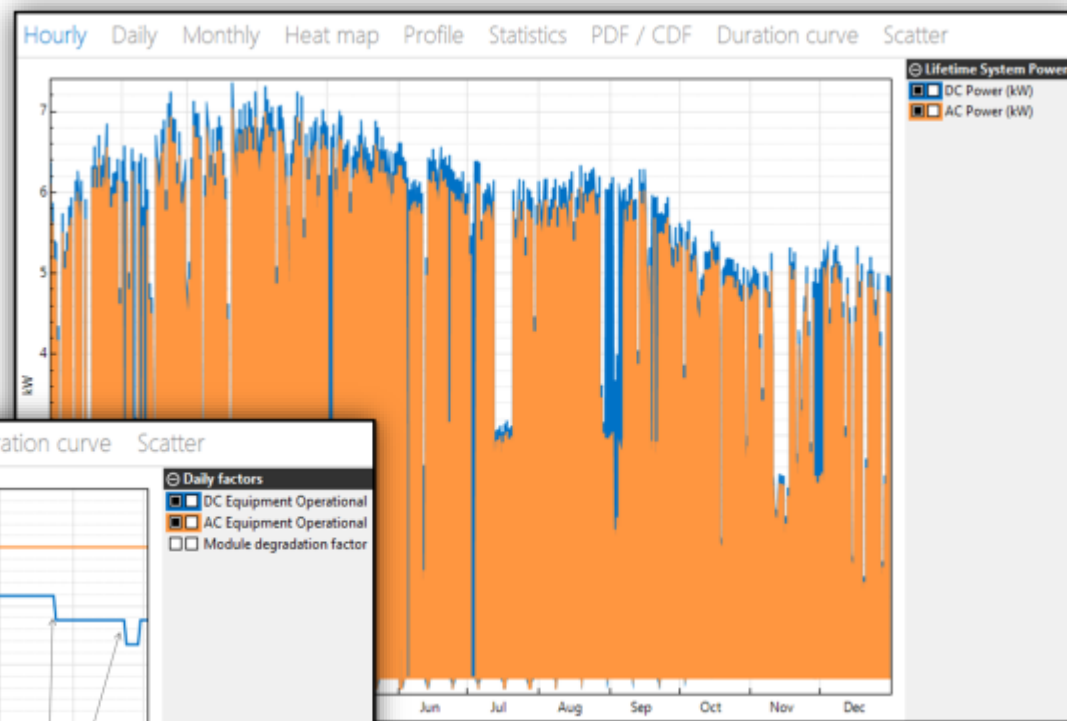 Hourly Daily Monthly Heat map Profile Statistics PDF / CDF Duration curve Scatter
Lifetime System Power
DC Power (kW)
AC Power (kW)
7
6
5
4
kW
curve Scatter
Daily factors
DC Equipment Operational
AC Equipment Operational
Module degradation factor
Jun Jul Aug Sep Oct Nov Dec